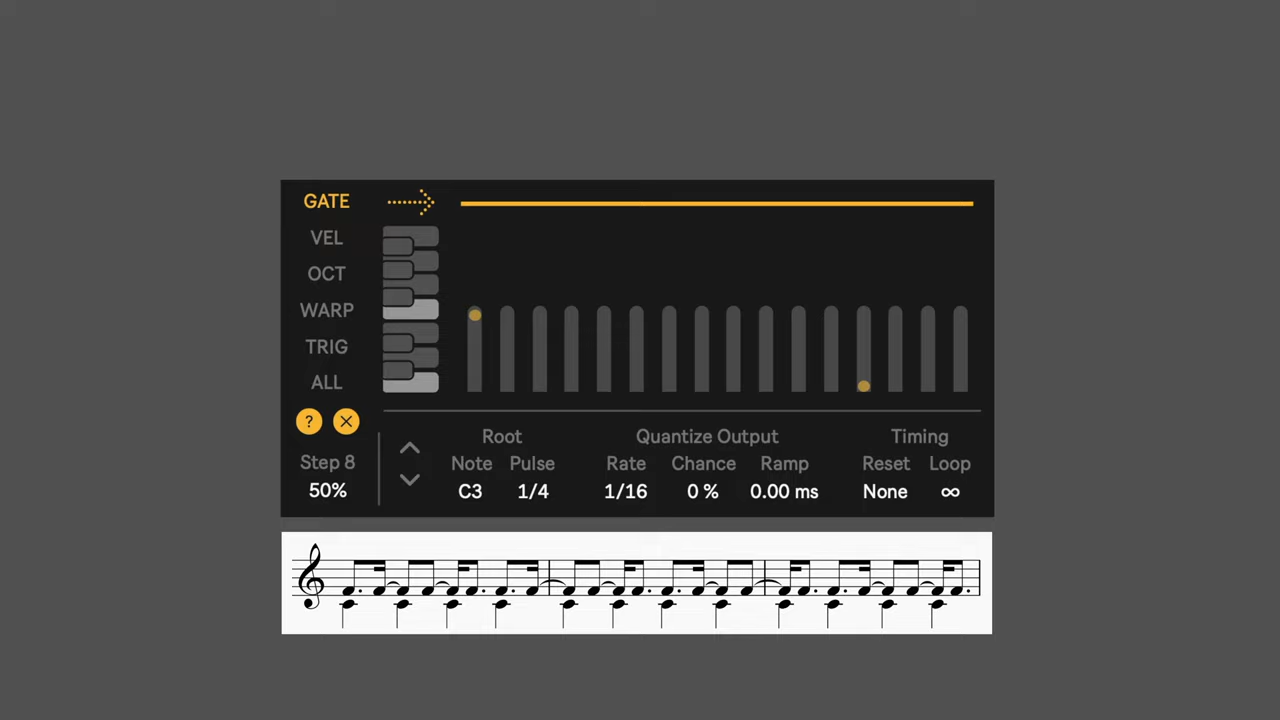 GATE
VEL
OCT
WARP
TRIG
ALL
? ×
Step 8
50%
Root
Note Pulse
C3 1/4
Quantize Output
Rate Chance Ramp
1/16 0 % 0.00 ms
Timing
Reset Loop
None ∞